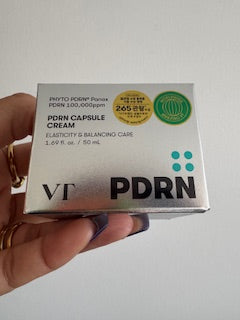 PHYTO PDRN® Panax
PDRN 100,000ppm
PDRN CAPSULE
CREAM
ELASTICITY & BALANCING CARE
1.69 fl. oz. / 50 mL
265
VT PDRN